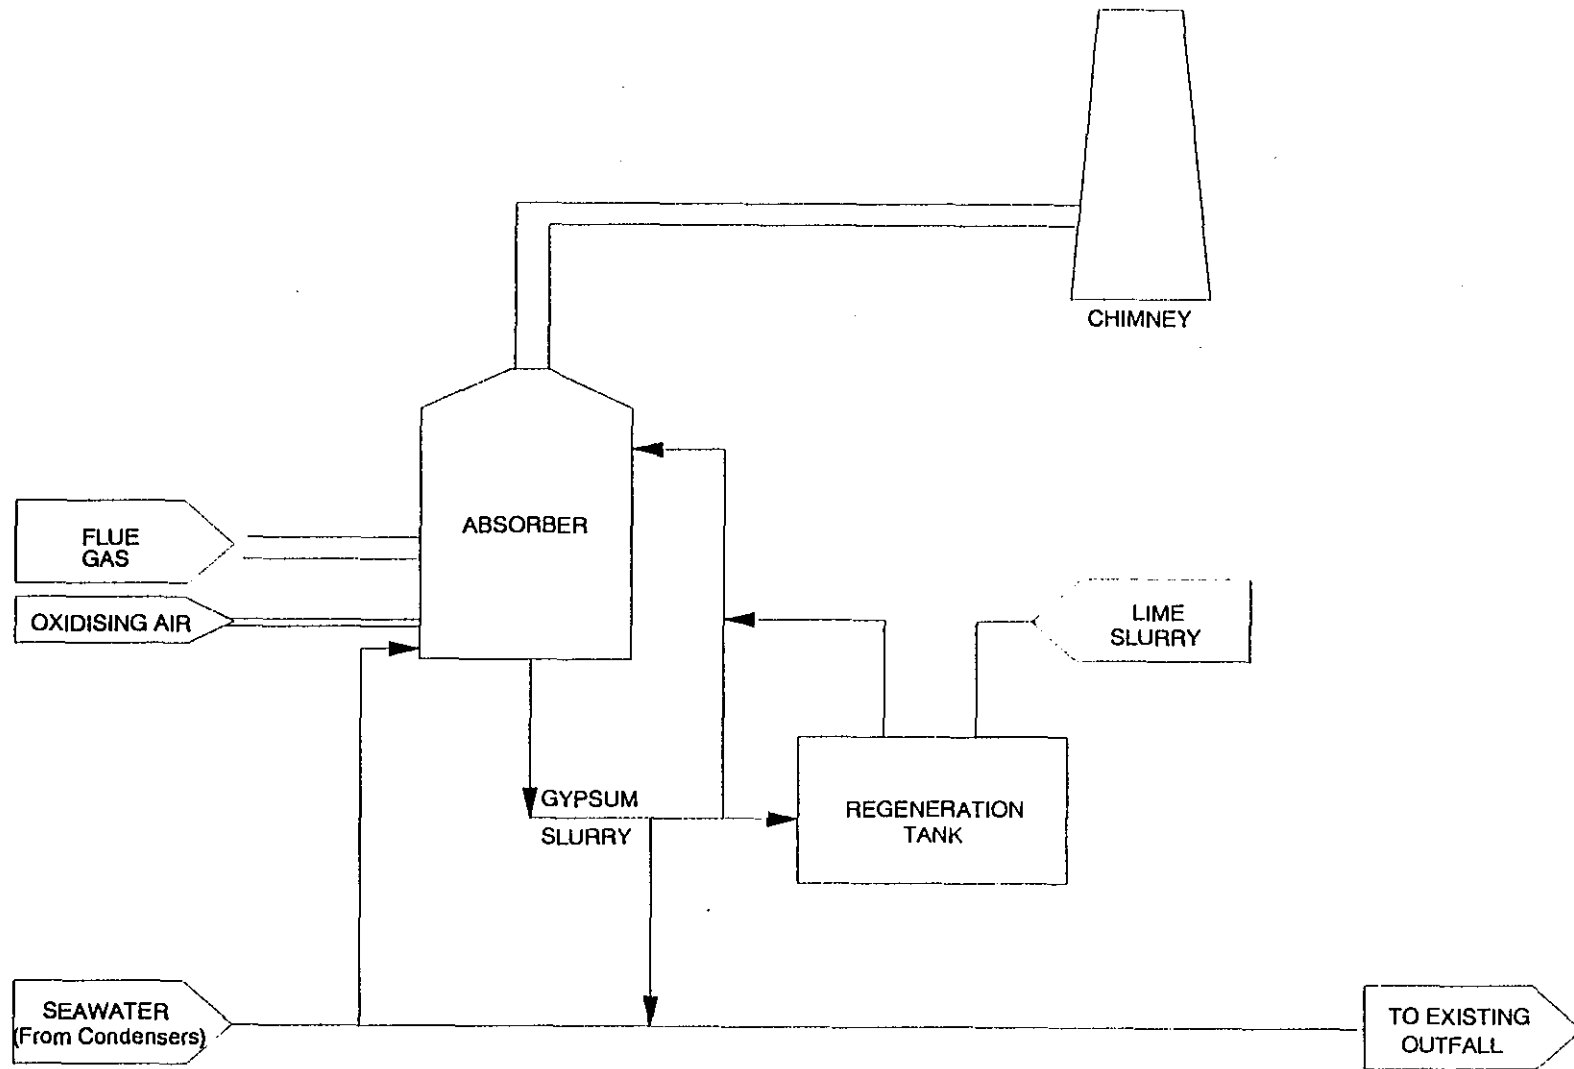 CHIMNEY
ABSORBER
FLUE
GAS
OXIDISING AIR
LIME
SLURRY
GYPSUM
SLURRY
REGENERATION
TANK
SEAWATER
(From Condensers)
TO EXISTING
OUTFALL